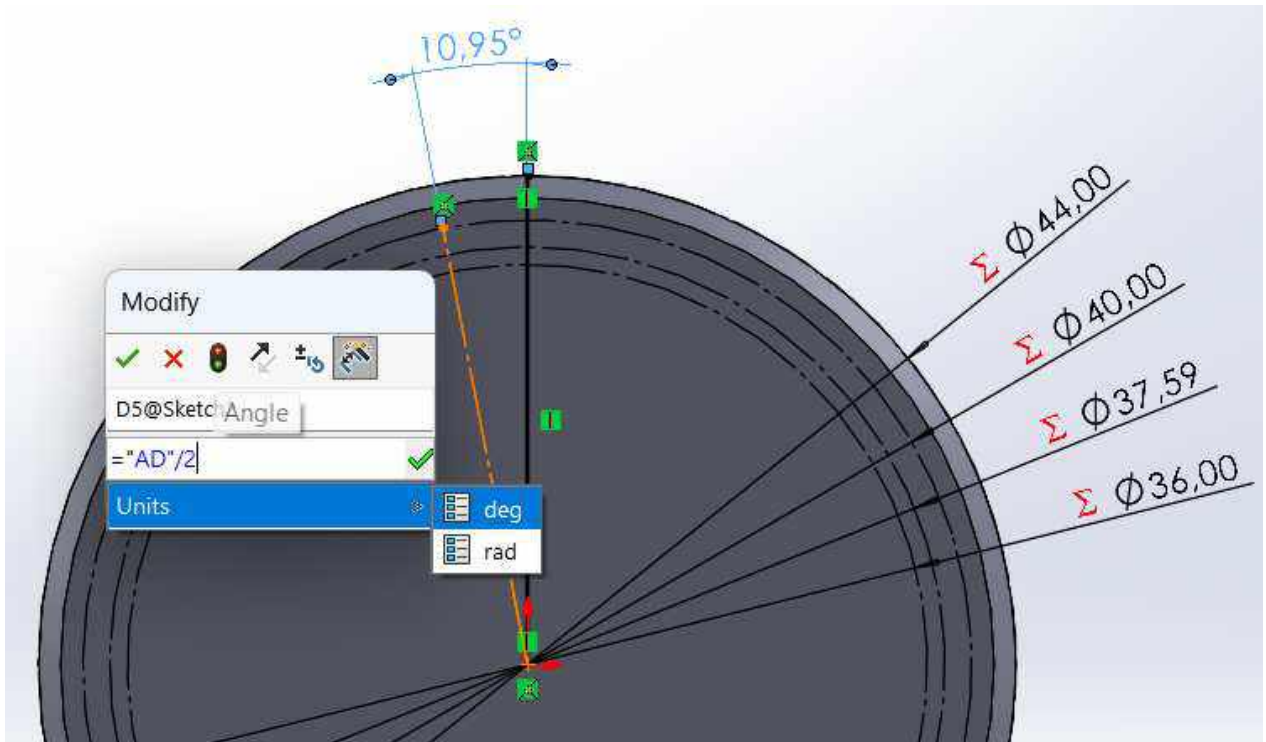 10,95°
Σ Φ44,00
Σ Φ40,00
Σ Φ37,59
Σ Φ36,00
Modify
D5@Sketch
Angle
="AD"/2
Units
deg
rad